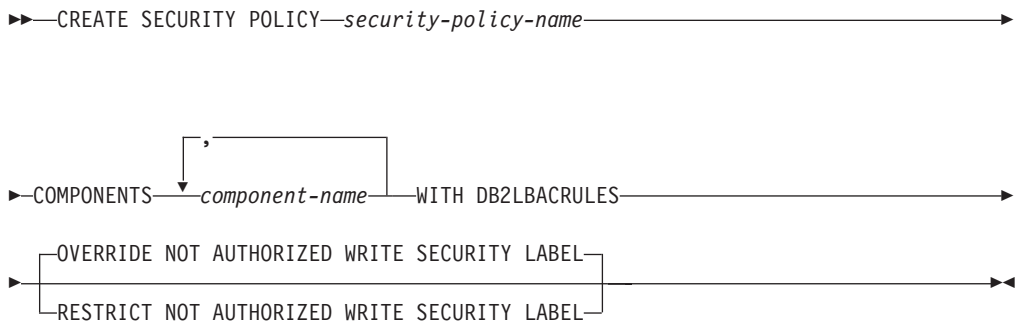 CREATE SECURITY POLICY security-policy-name
,
COMPONENTS component-name WITH DB2LBACRULES
OVERRIDE NOT AUTHORIZED WRITE SECURITY LABEL
RESTRICT NOT AUTHORIZED WRITE SECURITY LABEL